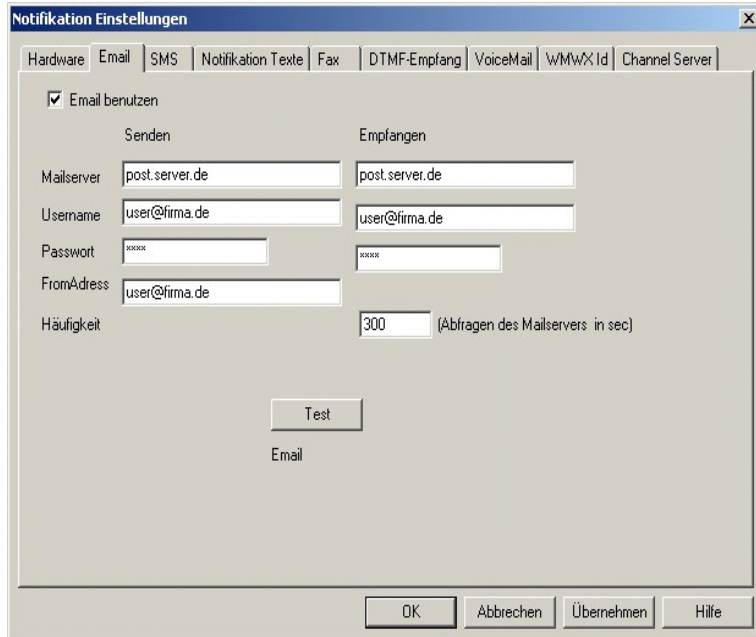 Notifikation Einstellungen
Hardware Email SMS Notifikation Texte Fax DTMF-Empfang VoiceMail WMWX Id Channel Server
Email benutzen
Senden Empfangen
Mailserver post.server.de post.server.de
Username user@firma.de user@firma.de
Passwort **** ****
FromAdress user@firma.de
Häufigkeit 300 (Abfragen des Mailservers in sec)
Test
Email
OK Abbrechen Übernehmen Hilfe